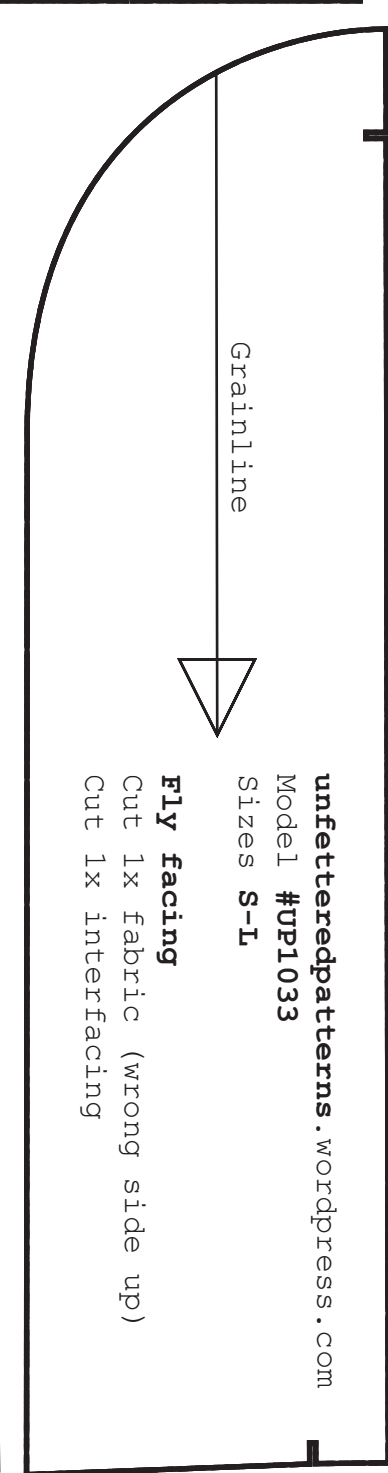 Grainline
unfetteredpatterns.wordpress.com
Model #UP1033
Sizes S-L
Fly facing
Cut 1x fabric (wrong side up)
Cut 1x interfacing